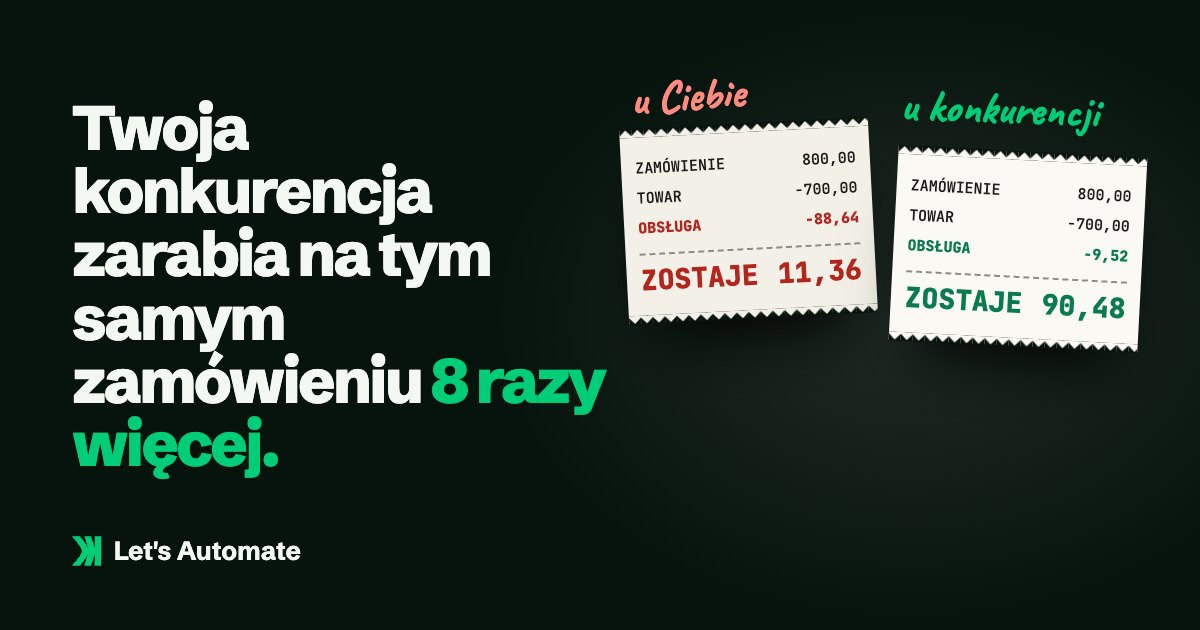 Twoja
konkurencja
zarabia na tym
samym
zamówieniu 8 razy
więcej.
Let's Automate
u Ciebie
ZAMÓWIENIE 800,00
TOWAR -700,00
OBSŁUGA -88,64
ZOSTAJE 11,36
u konkurencji
ZAMÓWIENIE 800,00
TOWAR -700,00
OBSŁUGA -9,52
ZOSTAJE 90,48